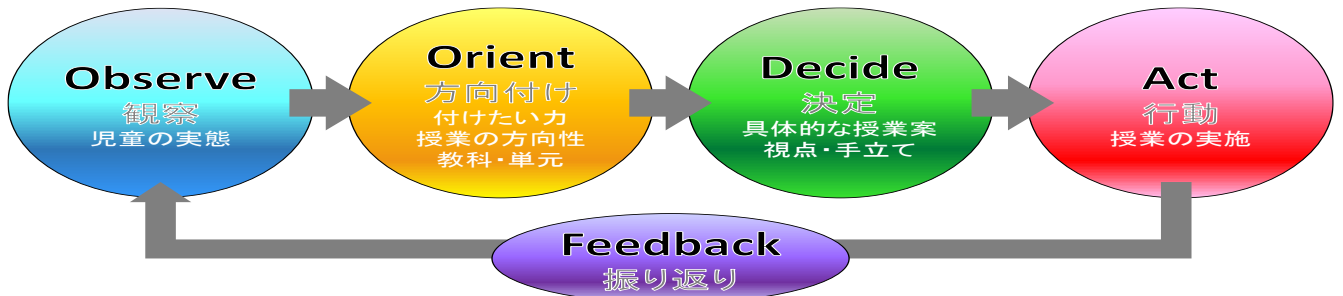 Observe
観察
児童の実態
Orient
方向付け
付けたい力
授業の方向性
教科・単元
Decide
決定
具体的な授業案
視点・手立て
Act
行動
授業の実施
Feedback
振り返り